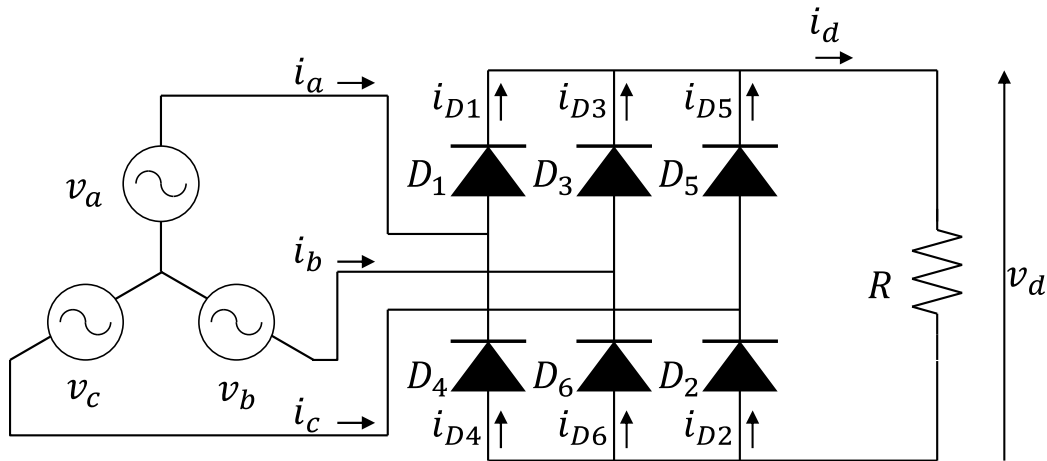 i_d
i_a
i_D1 i_D3 i_D5
D_1 D_3 D_5
v_a
i_b
R
v_d
v_c
v_b
D_4 D_6 D_2
i_c
i_D4 i_D6 i_D2